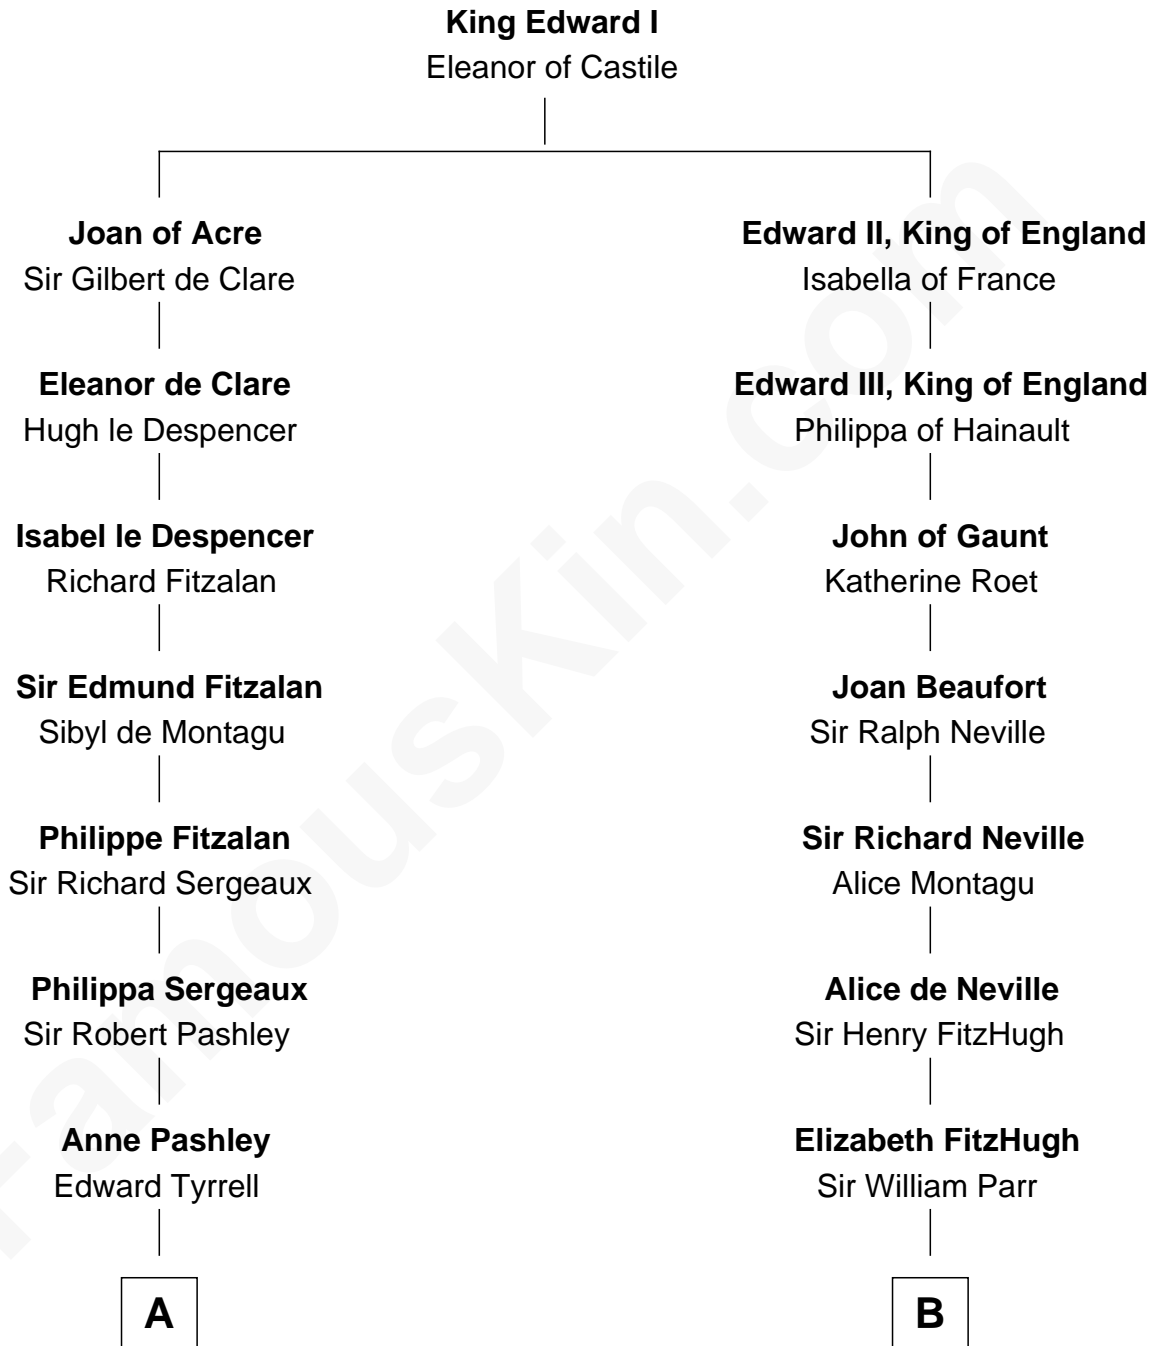 King Edward I
Eleanor of Castile
Joan of Acre
Sir Gilbert de Clare
Edward II, King of England
Isabella of France
Eleanor de Clare
Hugh le Despencer
Edward III, King of England
Philippa of Hainault
Isabel le Despencer
Richard Fitzalan
John of Gaunt
Katherine Roet
Sir Edmund Fitzalan
Sibyl de Montagu
Joan Beaufort
Sir Ralph Neville
Philippe Fitzalan
Sir Richard Sergeaux
Sir Richard Neville
Alice Montagu
Philippa Sergeaux
Sir Robert Pashley
Alice de Neville
Sir Henry FitzHugh
Anne Pashley
Edward Tyrrell
Elizabeth FitzHugh
Sir William Parr
A
B
FamousKin.com